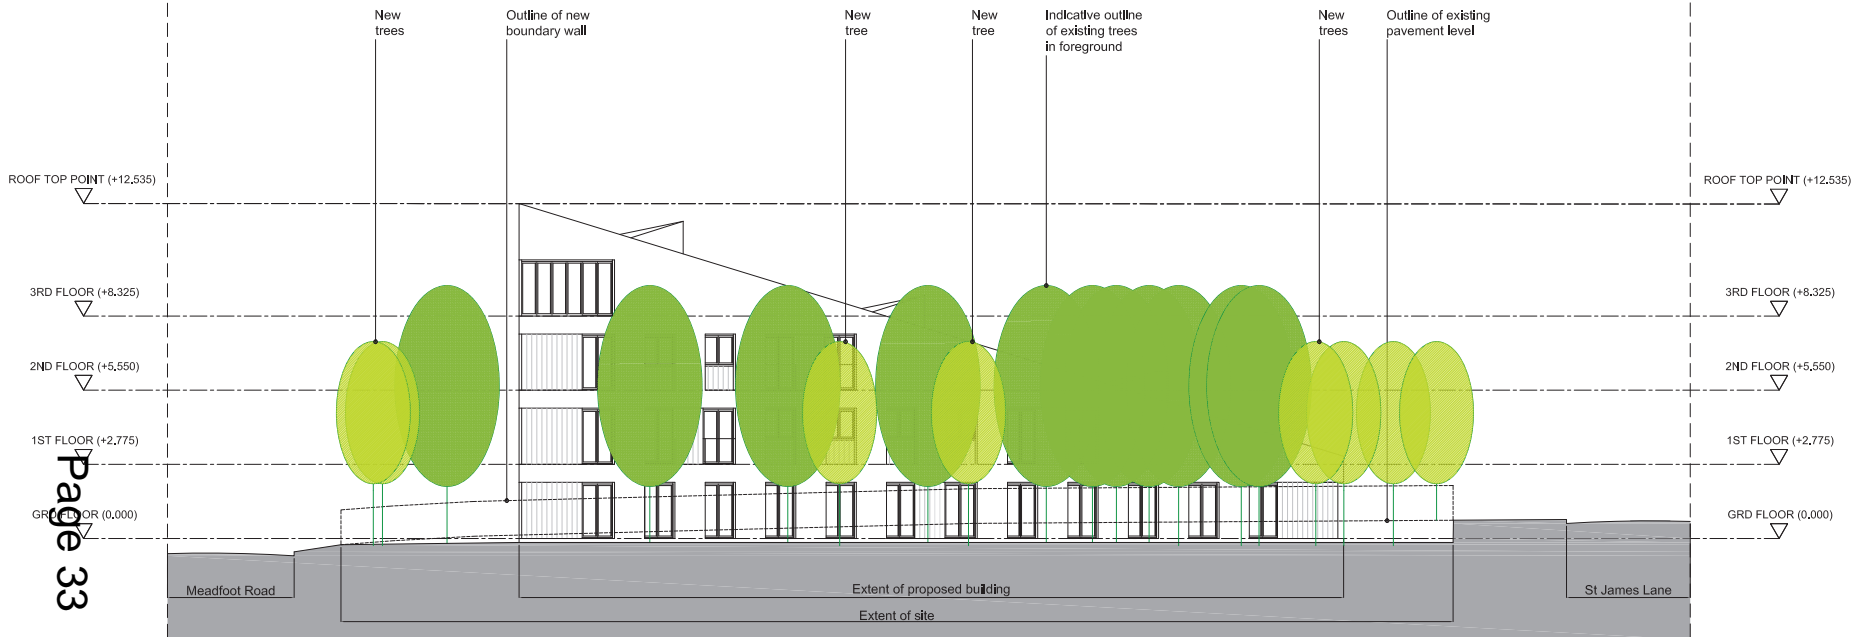 New
trees
Outline of new
boundary wall
New
tree
New
tree
Indicative outline
of existing trees
in foreground
New
trees
Outline of existing
pavement level
ROOF TOP POINT (+12.535)
ROOF TOP POINT (+12.535)
3RD FLOOR (+8.325)
3RD FLOOR (+8.325)
2ND FLOOR (+5.550)
2ND FLOOR (+5.550)
1ST FLOOR (+2.775)
1ST FLOOR (+2.775)
GRD FLOOR (0.000)
GRD FLOOR (0.000)
Page 33
Meadfoot Road
Extent of proposed building
St James Lane
Extent of site